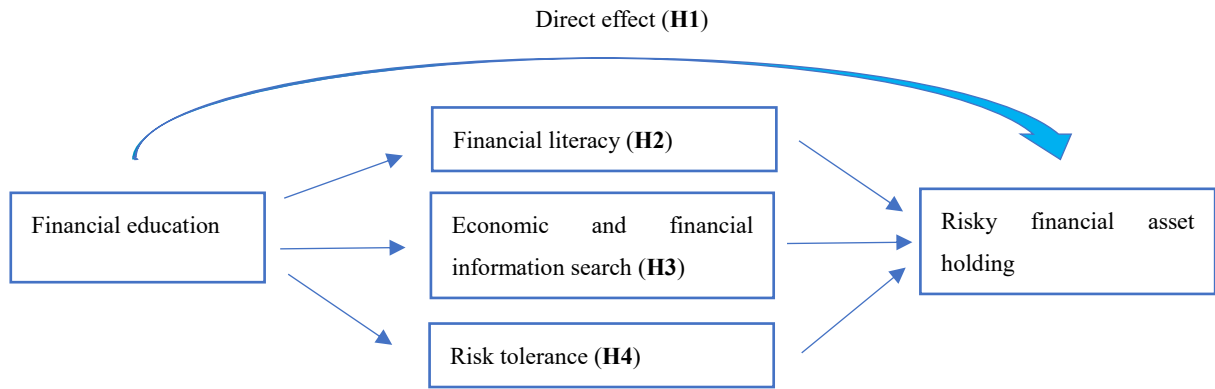 Direct effect (H1)
Financial literacy (H2)
Financial education
Economic and financial
information search (H3)
Risky financial asset
holding
Risk tolerance (H4)